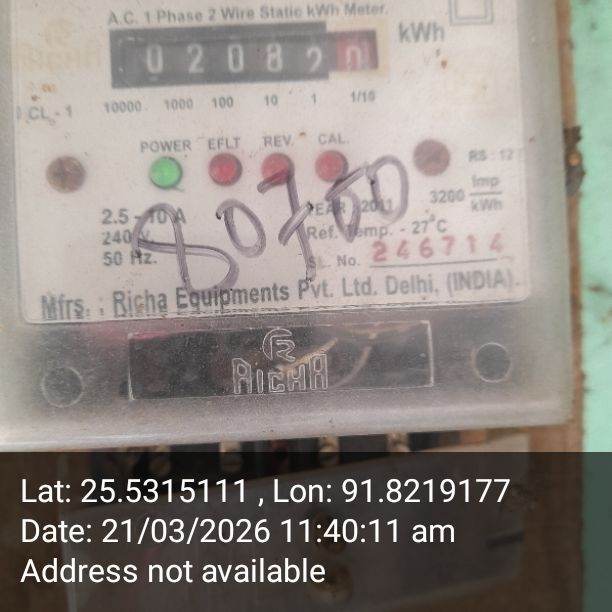 A.C. 1 Phase 2 Wire Static kWh Meter.
0 2 0 8 2 0 kWh
CL - 1 10000 1000 100 10 1 1/10
POWER EFLT REV. CAL.
RS : 12
3200 Imp/kWh
2.5 - 10 A YEAR 2011
240 V Ref. Temp. - 27°C
50 Hz. SL. No. 246714
80700
Mfrs. : Richa Equipments Pvt. Ltd. Delhi, (INDIA)
RICHA
Lat: 25.5315111 , Lon: 91.8219177
Date: 21/03/2026 11:40:11 am
Address not available